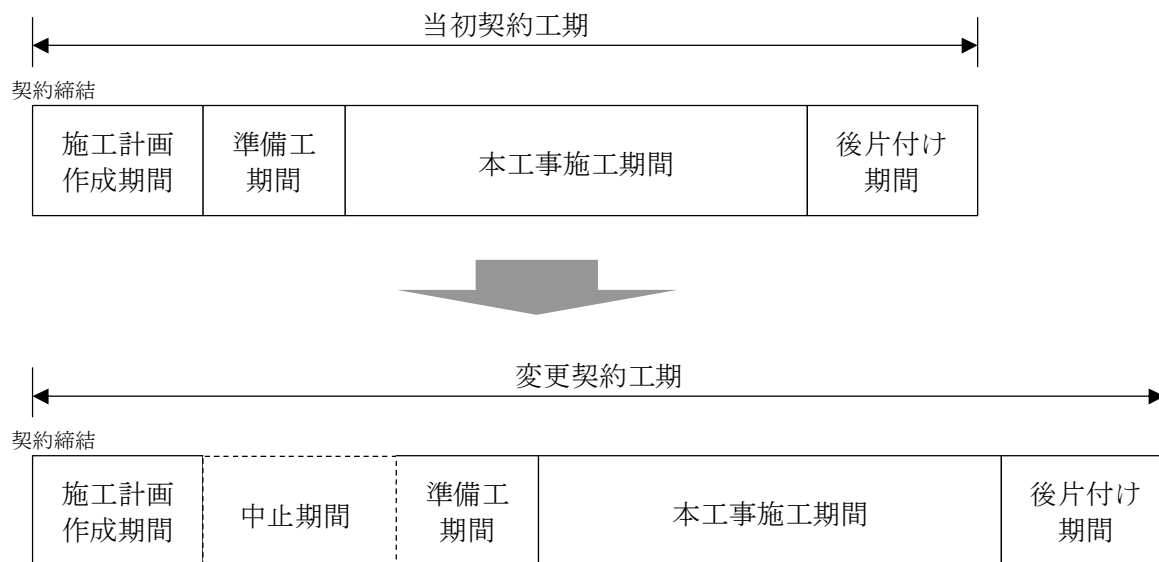 当初契約工期
契約締結
施工計画
作成期間
準備工
期間
本工事施工期間
後片付け
期間
変更契約工期
契約締結
施工計画
作成期間
中止期間
準備工
期間
本工事施工期間
後片付け
期間